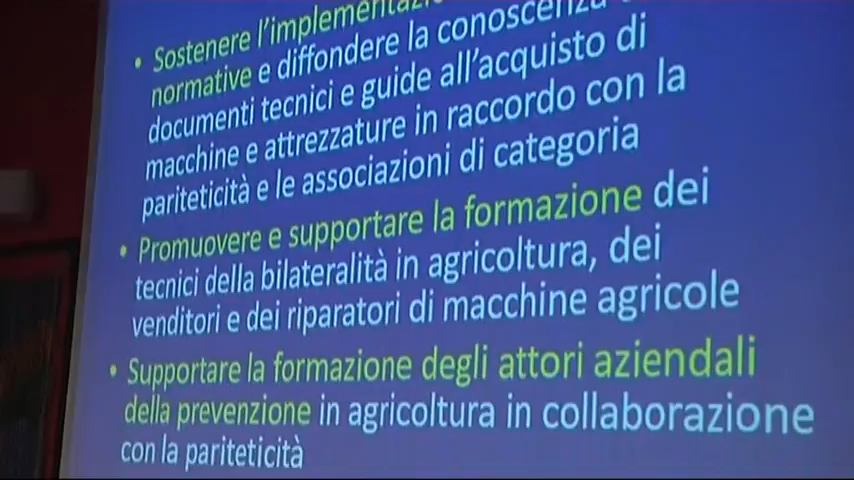 • Sostenere l'implementazi
normative e diffondere la conoscenza
documenti tecnici e guide all'acquisto di
macchine e attrezzature in raccordo con la
pariteticità e le associazioni di categoria
• Promuovere e supportare la formazione dei
tecnici della bilateralità in agricoltura, dei
venditori e dei riparatori di macchine agricole
• Supportare la formazione degli attori aziendali
della prevenzione in agricoltura in collaborazione
con la pariteticità